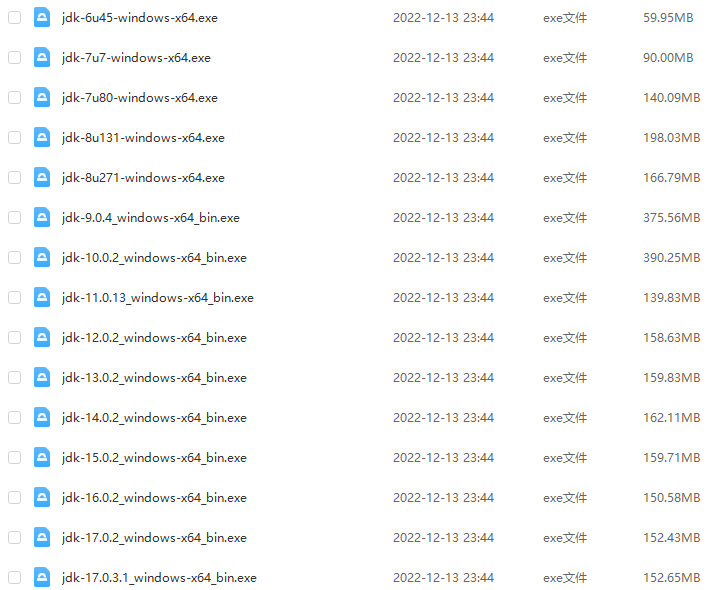 jdk-6u45-windows-x64.exe 2022-12-13 23:44 exe文件 59.95MB
jdk-7u7-windows-x64.exe 2022-12-13 23:44 exe文件 90.00MB
jdk-7u80-windows-x64.exe 2022-12-13 23:44 exe文件 140.09MB
jdk-8u131-windows-x64.exe 2022-12-13 23:44 exe文件 198.03MB
jdk-8u271-windows-x64.exe 2022-12-13 23:44 exe文件 166.79MB
jdk-9.0.4_windows-x64_bin.exe 2022-12-13 23:44 exe文件 375.56MB
jdk-10.0.2_windows-x64_bin.exe 2022-12-13 23:44 exe文件 390.25MB
jdk-11.0.13_windows-x64_bin.exe 2022-12-13 23:44 exe文件 139.83MB
jdk-12.0.2_windows-x64_bin.exe 2022-12-13 23:44 exe文件 158.63MB
jdk-13.0.2_windows-x64_bin.exe 2022-12-13 23:44 exe文件 159.83MB
jdk-14.0.2_windows-x64_bin.exe 2022-12-13 23:44 exe文件 162.11MB
jdk-15.0.2_windows-x64_bin.exe 2022-12-13 23:44 exe文件 159.71MB
jdk-16.0.2_windows-x64_bin.exe 2022-12-13 23:44 exe文件 150.58MB
jdk-17.0.2_windows-x64_bin.exe 2022-12-13 23:44 exe文件 152.43MB
jdk-17.0.3.1_windows-x64_bin.exe 2022-12-13 23:44 exe文件 152.65MB